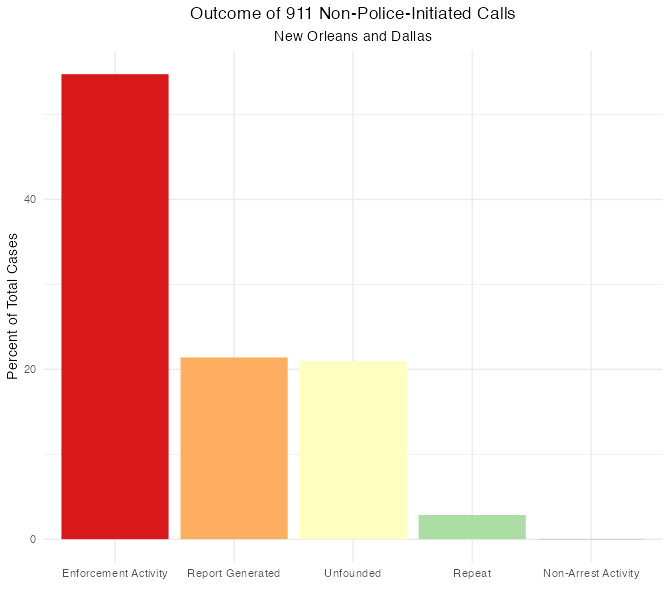 Outcome of 911 Non-Police-Initiated Calls
New Orleans and Dallas
Percent of Total Cases
40
20
0
Enforcement Activity
Report Generated
Unfounded
Repeat
Non-Arrest Activity